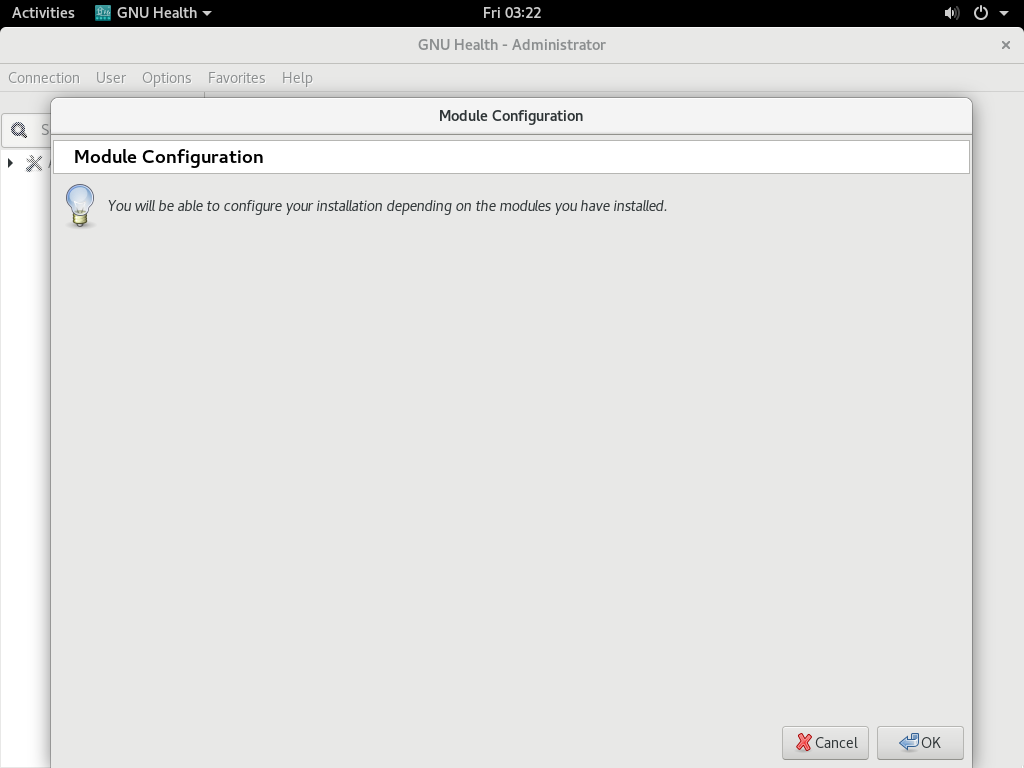 Activities GNU Health Fri 03:22
GNU Health - Administrator
Connection User Options Favorites Help
Module Configuration
Module Configuration
You will be able to configure your installation depending on the modules you have installed.
Cancel OK